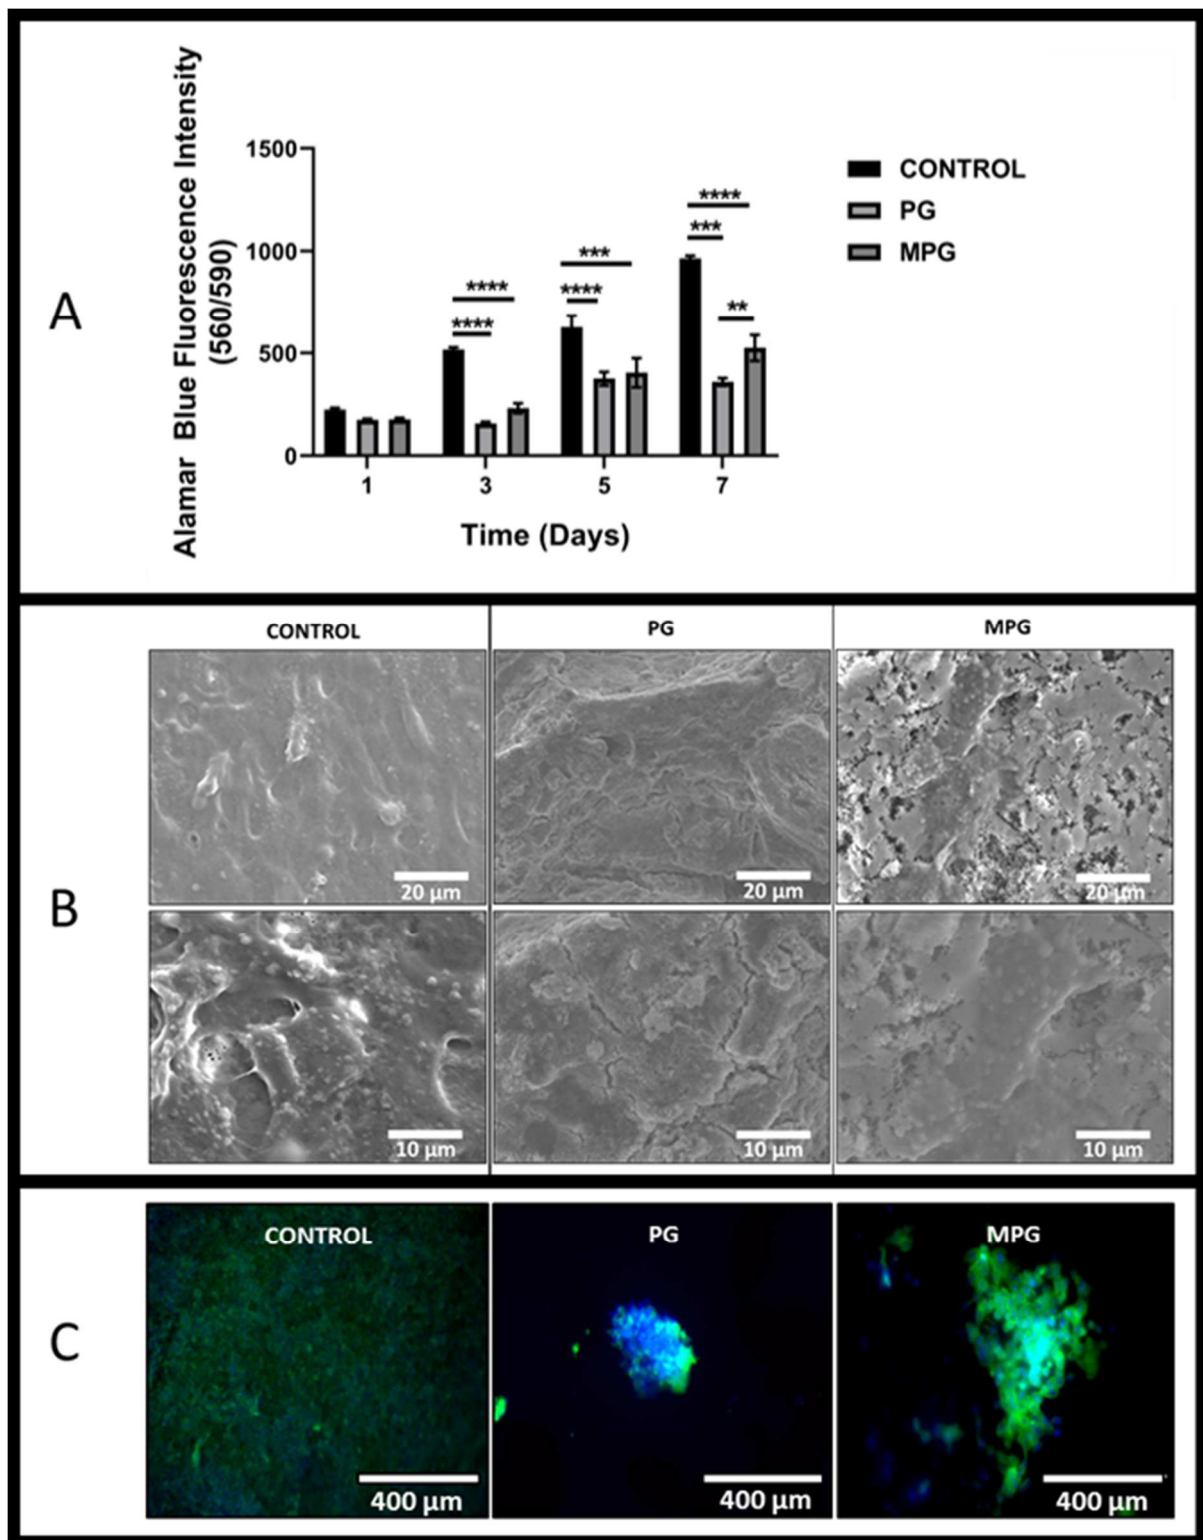 A
Alamar Blue Fluorescence Intensity
(560/590)
1500
1000
500
0
1
3
5
7
Time (Days)
****
****
***
****
****
***
**
CONTROL
PG
MPG
B
CONTROL
PG
MPG
20 µm
20 µm
20 µm
10 µm
10 µm
10 µm
C
CONTROL
PG
MPG
400 µm
400 µm
400 µm